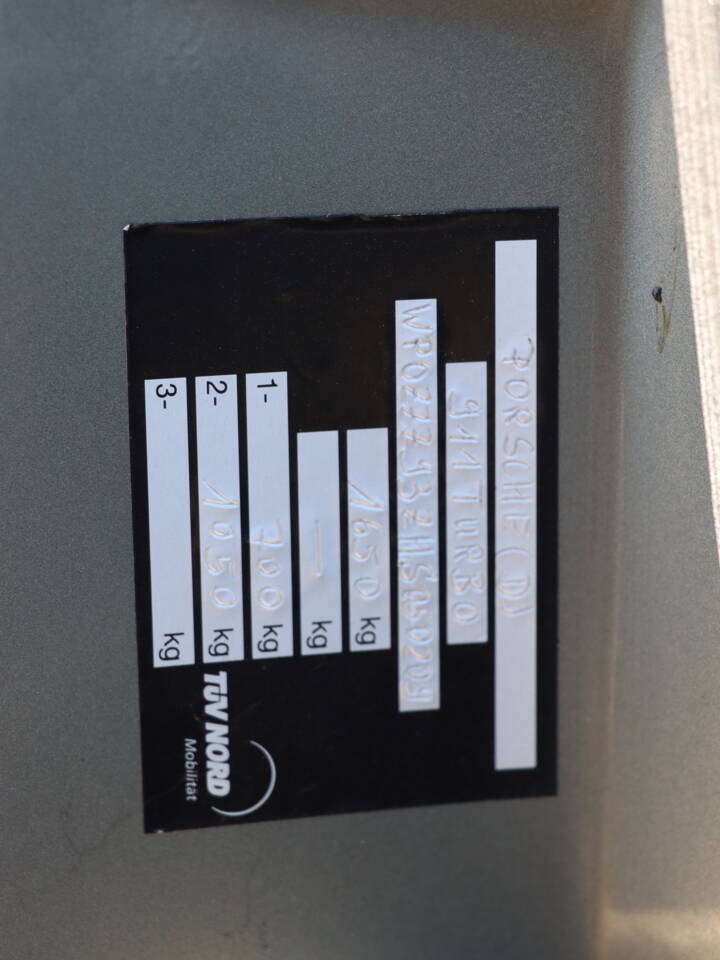 PORSCHE (D)
911 TURBO
WP0ZZZ93ZHS050209
1650 kg
— kg
1- 700 kg
2- 1050 kg
3- kg
TÜV NORD
Mobilität